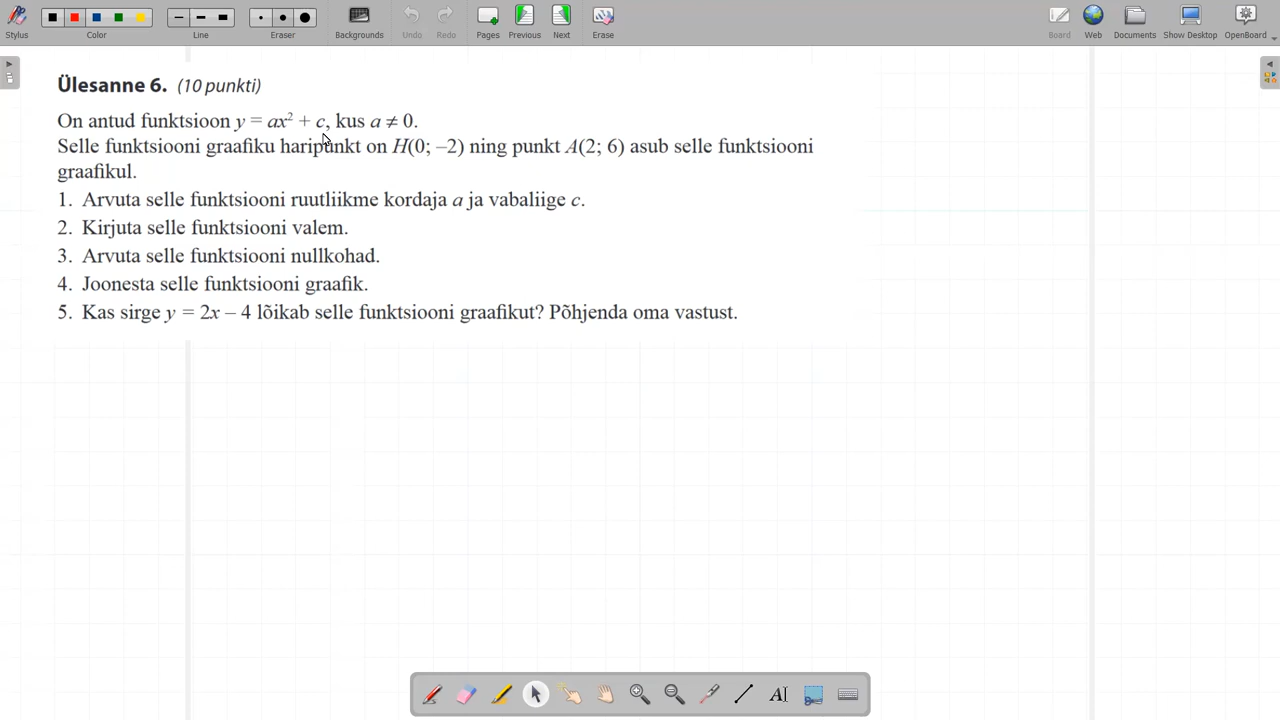 Stylus
Color
Line
Eraser
Backgrounds
Undo
Redo
Pages
Previous
Next
Erase
Board
Web
Documents
Show Desktop
OpenBoard
Ülesanne 6. (10 punkti)
On antud funktsioon y = ax² + c, kus a ≠ 0.
Selle funktsiooni graafiku haripunkt on H(0; –2) ning punkt A(2; 6) asub selle funktsiooni
graafikul.
1. Arvuta selle funktsiooni ruutliikme kordaja a ja vabaliige c.
2. Kirjuta selle funktsiooni valem.
3. Arvuta selle funktsiooni nullkohad.
4. Joonesta selle funktsiooni graafik.
5. Kas sirge y = 2x – 4 lõikab selle funktsiooni graafikut? Põhjenda oma vastust.